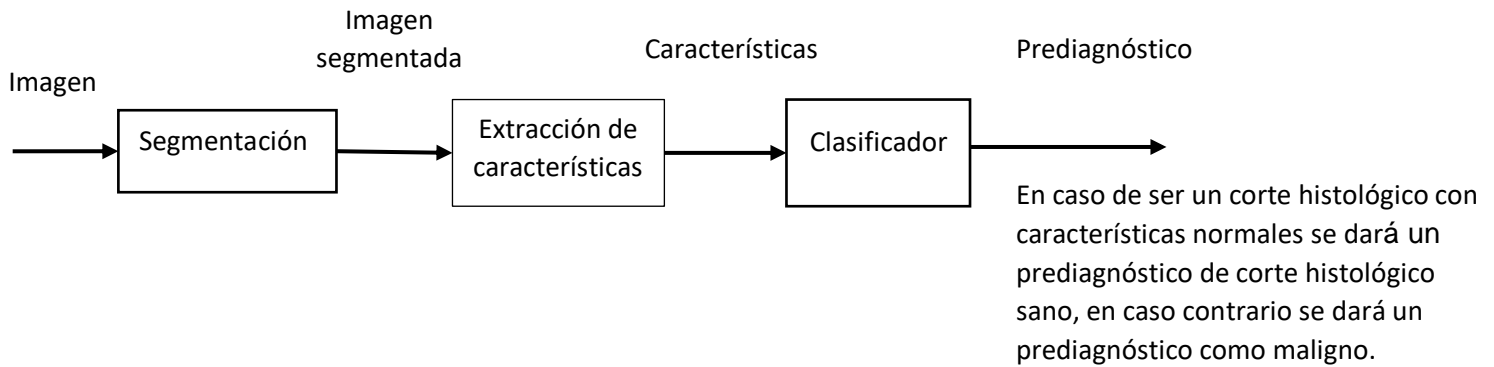 Imagen
Imagen
segmentada
Características
Prediagnóstico
Segmentación
Extracción de
características
Clasificador
En caso de ser un corte histológico con
características normales se dará un
prediagnóstico de corte histológico
sano, en caso contrario se dará un
prediagnóstico como maligno.